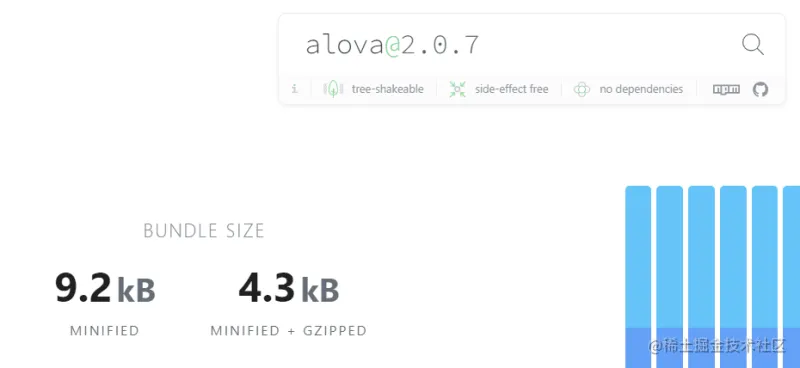 alova@2.0.7
i tree-shakeable side-effect free no dependencies npm
BUNDLE SIZE
9.2 kB 4.3 kB
MINIFIED MINIFIED + GZIPPED
@稀土掘金技术社区